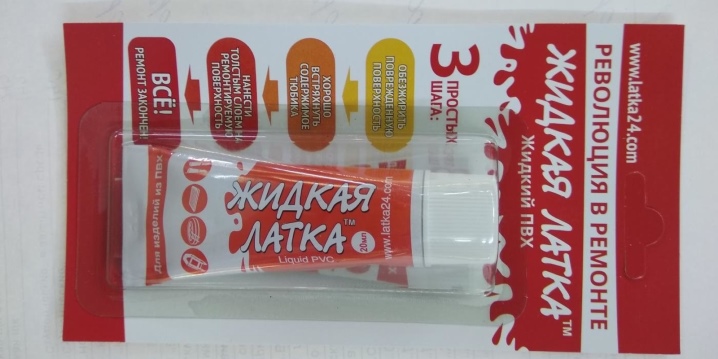 www.latka24.com
РЕВОЛЮЦИЯ В РЕМОНТЕ
ЖИДКАЯ ЛАТКА™
ЖИДКИЙ ПВХ
3 ПРОСТЫХ
ШАГА:
ОБЕЗЖИРИТЬ
ПОВРЕЖДЕННУЮ
ПОВЕРХНОСТЬ
ХОРОШО
ВСТРЯХНУТЬ
СОДЕРЖИМОЕ
ТЮБИКА
НАНЕСТИ
ТОЛСТЫМ СЛОЕМ НА
РЕМОНТИРУЕМУЮ
ПОВЕРХНОСТЬ
ВСЁ!
РЕМОНТ ЗАКОНЧЕН!
Для изделий из ПВХ
ЖИДКАЯ
ЛАТКА™
Liquid PVC
20мл
www.latka24.com